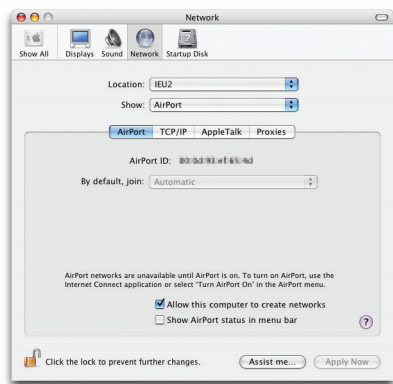 Network
Show All Displays Sound Network Startup Disk
Location: IEU2
Show: AirPort
AirPort TCP/IP AppleTalk Proxies
AirPort ID:
By default, join: Automatic
AirPort networks are unavailable until AirPort is on. To turn on AirPort, use the
Internet Connect application or select 'Turn AirPort On' in the AirPort menu.
Allow this computer to create networks
Show AirPort status in menu bar
?
Click the lock to prevent further changes. Assist me... Apply Now